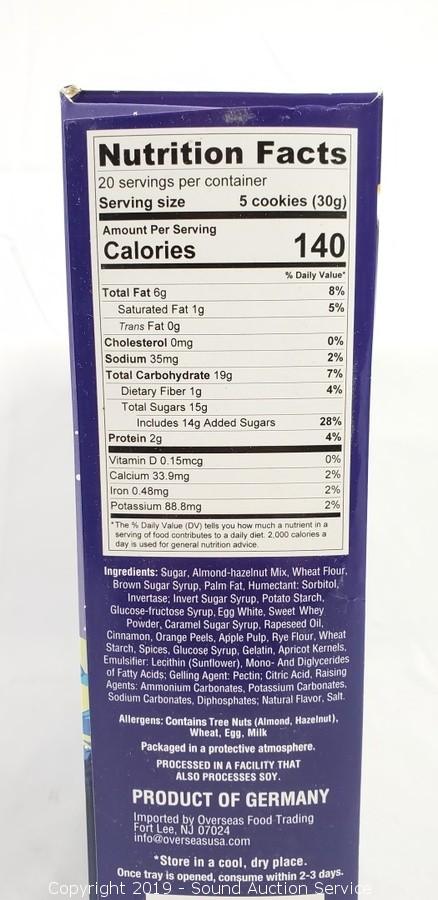 Nutrition Facts
20 servings per container
Serving size 5 cookies (30g)
Amount Per Serving
Calories 140
% Daily Value*
Total Fat 6g 8%
Saturated Fat 1g 5%
Trans Fat 0g
Cholesterol 0mg 0%
Sodium 35mg 2%
Total Carbohydrate 19g 7%
Dietary Fiber 1g 4%
Total Sugars 15g
Includes 14g Added Sugars 28%
Protein 2g 4%
Vitamin D 0.15mcg 0%
Calcium 33.9mg 2%
Iron 0.48mg 2%
Potassium 88.8mg 2%
*The % Daily Value (DV) tells you how much a nutrient in a
serving of food contributes to a daily diet. 2,000 calories a
day is used for general nutrition advice.
Ingredients: Sugar, Almond-hazelnut Mix, Wheat Flour,
Brown Sugar Syrup, Palm Fat, Humectant: Sorbitol,
Invertase; Invert Sugar Syrup, Potato Starch,
Glucose-fructose Syrup, Egg White, Sweet Whey
Powder, Caramel Sugar Syrup, Rapeseed Oil,
Cinnamon, Orange Peels, Apple Pulp, Rye Flour, Wheat
Starch, Spices, Glucose Syrup, Gelatin, Apricot Kernels,
Emulsifier: Lecithin (Sunflower), Mono- And Diglycerides
of Fatty Acids; Gelling Agent: Pectin; Citric Acid, Raising
Agents: Ammonium Carbonates, Potassium Carbonates,
Sodium Carbonates, Diphosphates; Natural Flavor, Salt.
Allergens: Contains Tree Nuts (Almond, Hazelnut),
Wheat, Egg, Milk
Packaged in a protective atmosphere.
PROCESSED IN A FACILITY THAT
ALSO PROCESSES SOY.
PRODUCT OF GERMANY
Imported by Overseas Food Trading
Fort Lee, NJ 07024
info@overseasusa.com
*Store in a cool, dry place.
Once tray is opened, consume within 2-3 days.
Copyright 2019 - Sound Auction Service